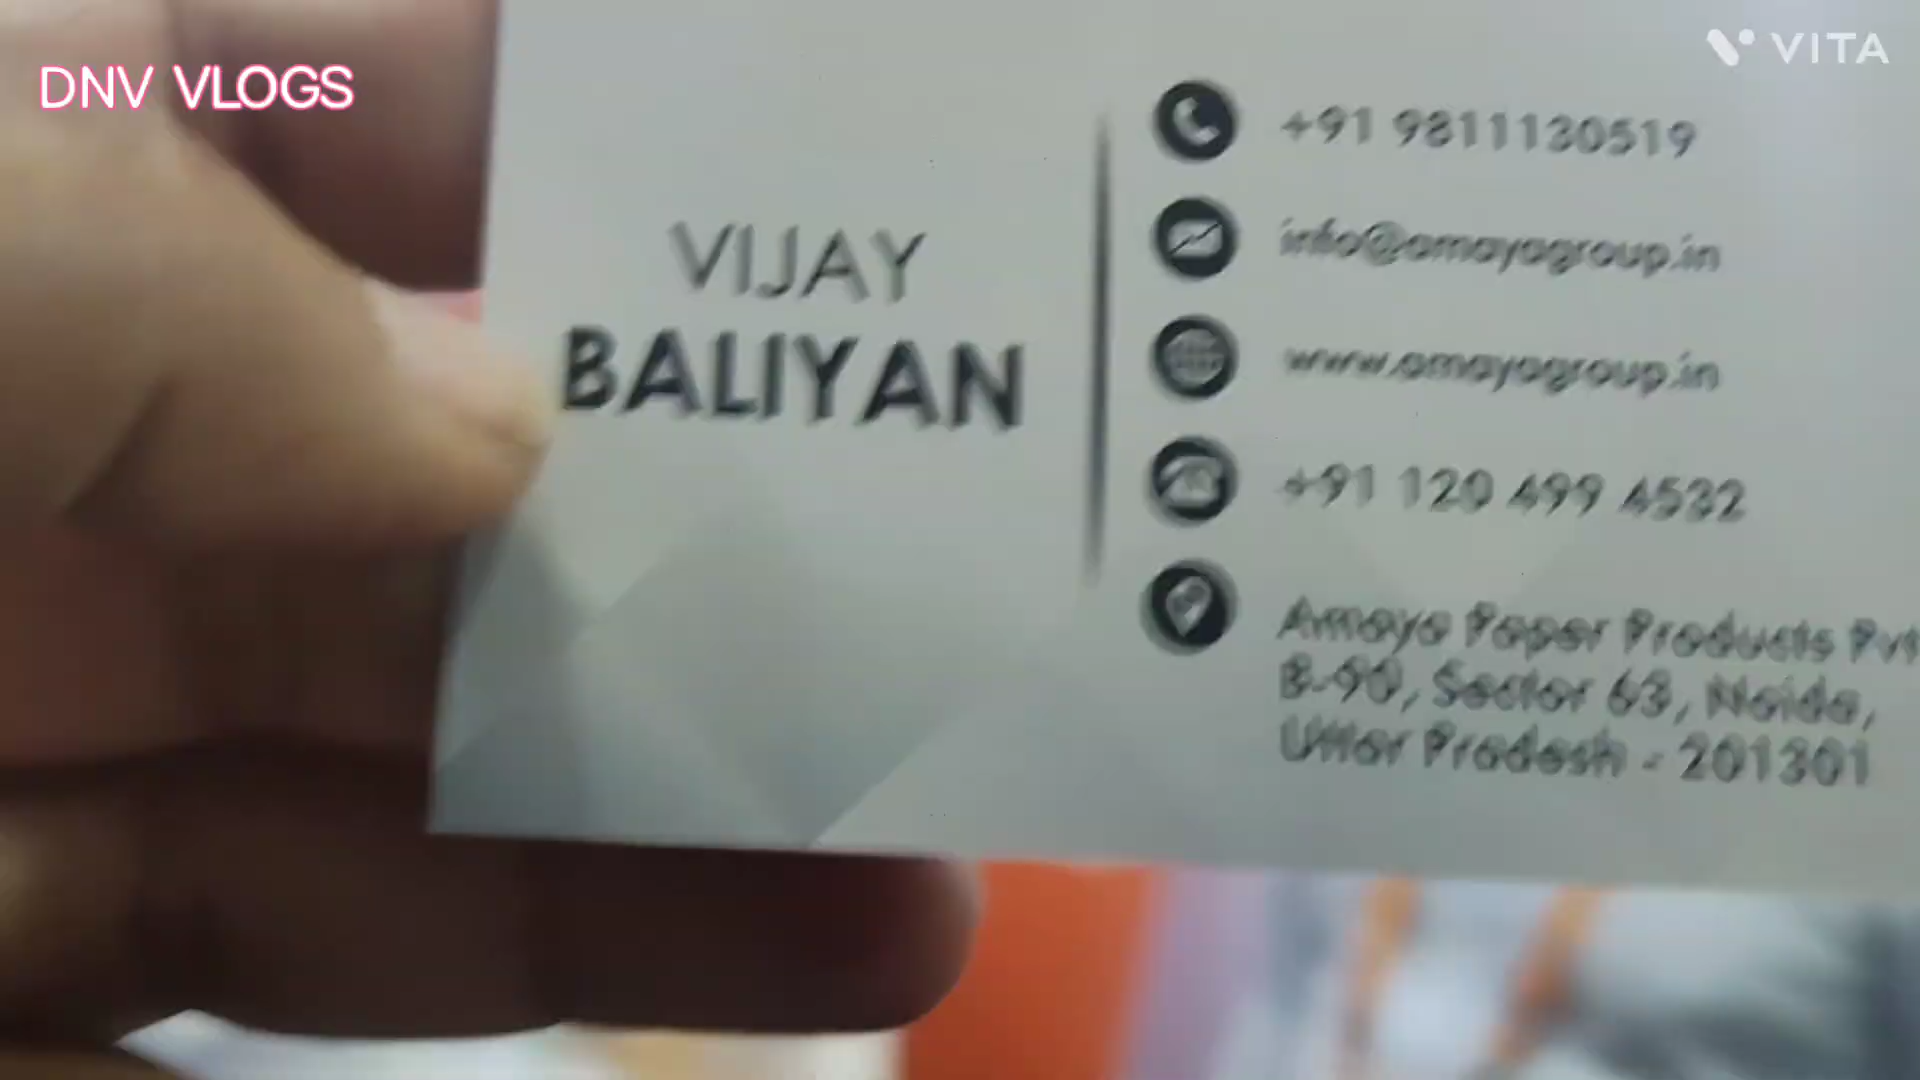 DNV VLOGS
VITA
VIJAY
BALIYAN
+91 9811130519
info@amayagroup.in
www.amayagroup.in
+91 120 499 4532
Amaya Paper Products Pvt
B-90, Sector 63, Noida,
Uttar Pradesh - 201301